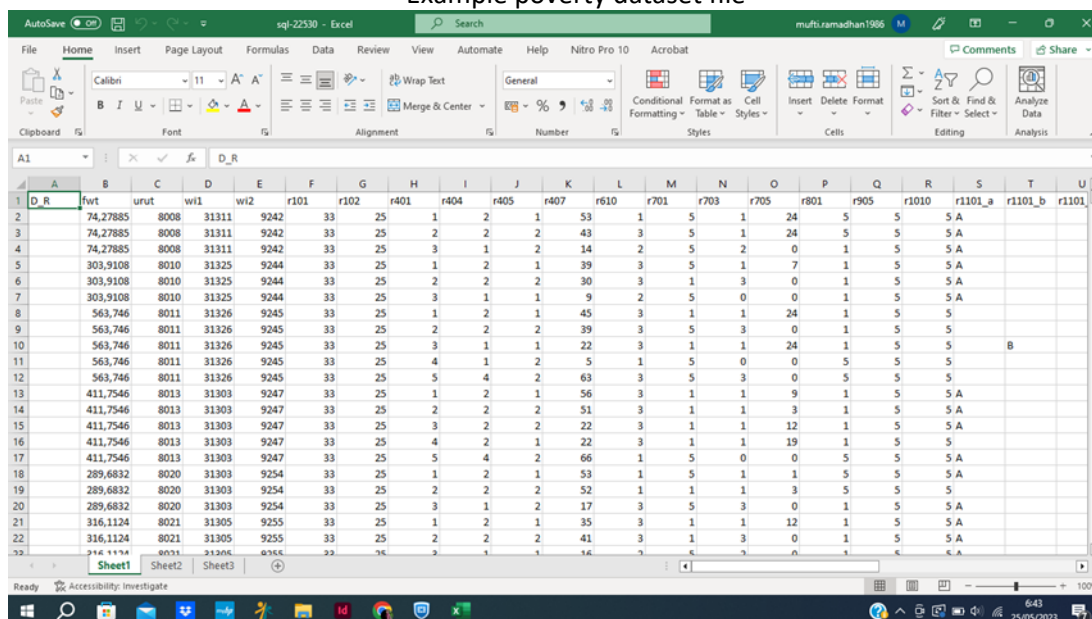 Example poverty dataset file
AutoSave Off sql-22530 - Excel Search mufti.ramadhan1986 M
File Home Insert Page Layout Formulas Data Review View Automate Help Nitro Pro 10 Acrobat Comments Share
Calibri 11 Wrap Text General
Paste B I U Merge & Center Conditional Formatting Format as Table Cell Styles Insert Delete Format Sort & Filter Find & Select Analyze Data
Clipboard Font Alignment Number Styles Cells Editing Analysis
A1 fx D_R
A B C D E F G H I J K L M N O P Q R S T U
1 D_R fwt urut wi1 wi2 r101 r102 r401 r404 r405 r407 r610 r701 r703 r705 r801 r905 r1010 r1101_a r1101_b r1101_
2 74,27885 8008 31311 9242 33 25 1 2 1 53 1 5 1 24 5 5 5 A
3 74,27885 8008 31311 9242 33 25 2 2 2 43 3 5 1 24 5 5 5 A
4 74,27885 8008 31311 9242 33 25 3 1 2 14 2 5 2 0 1 5 5 A
5 303,9108 8010 31325 9244 33 25 1 2 1 39 3 5 1 7 1 5 5 A
6 303,9108 8010 31325 9244 33 25 2 2 2 30 3 1 3 0 1 5 5 A
7 303,9108 8010 31325 9244 33 25 3 1 1 9 2 5 0 0 1 5 5 A
8 563,746 8011 31326 9245 33 25 1 2 1 45 3 1 1 24 1 5 5
9 563,746 8011 31326 9245 33 25 2 2 2 39 3 5 3 0 1 5 5
10 563,746 8011 31326 9245 33 25 3 1 1 22 3 1 1 24 1 5 5 B
11 563,746 8011 31326 9245 33 25 4 1 2 5 1 5 0 0 5 5 5
12 563,746 8011 31326 9245 33 25 5 4 2 63 3 5 3 0 5 5 5
13 411,7546 8013 31303 9247 33 25 1 2 1 56 3 1 1 9 1 5 5 A
14 411,7546 8013 31303 9247 33 25 2 2 2 51 3 1 1 3 1 5 5 A
15 411,7546 8013 31303 9247 33 25 3 2 2 22 3 1 1 12 1 5 5 A
16 411,7546 8013 31303 9247 33 25 4 2 1 22 3 1 1 19 1 5 5
17 411,7546 8013 31303 9247 33 25 5 4 2 66 1 5 0 0 5 5 5
18 289,6832 8020 31303 9254 33 25 1 2 1 53 1 5 1 1 5 5 5 A
19 289,6832 8020 31303 9254 33 25 2 2 2 52 1 1 1 3 5 5 5
20 289,6832 8020 31303 9254 33 25 3 1 2 17 3 5 3 0 1 5 5 A
21 316,1124 8021 31305 9255 33 25 1 2 1 35 3 1 1 12 1 5 5 A
22 316,1124 8021 31305 9255 33 25 2 2 2 41 3 1 3 0 1 5 5 A
Sheet1 Sheet2 Sheet3
Ready Accessibility: Investigate 100
6:43
25/05/2023